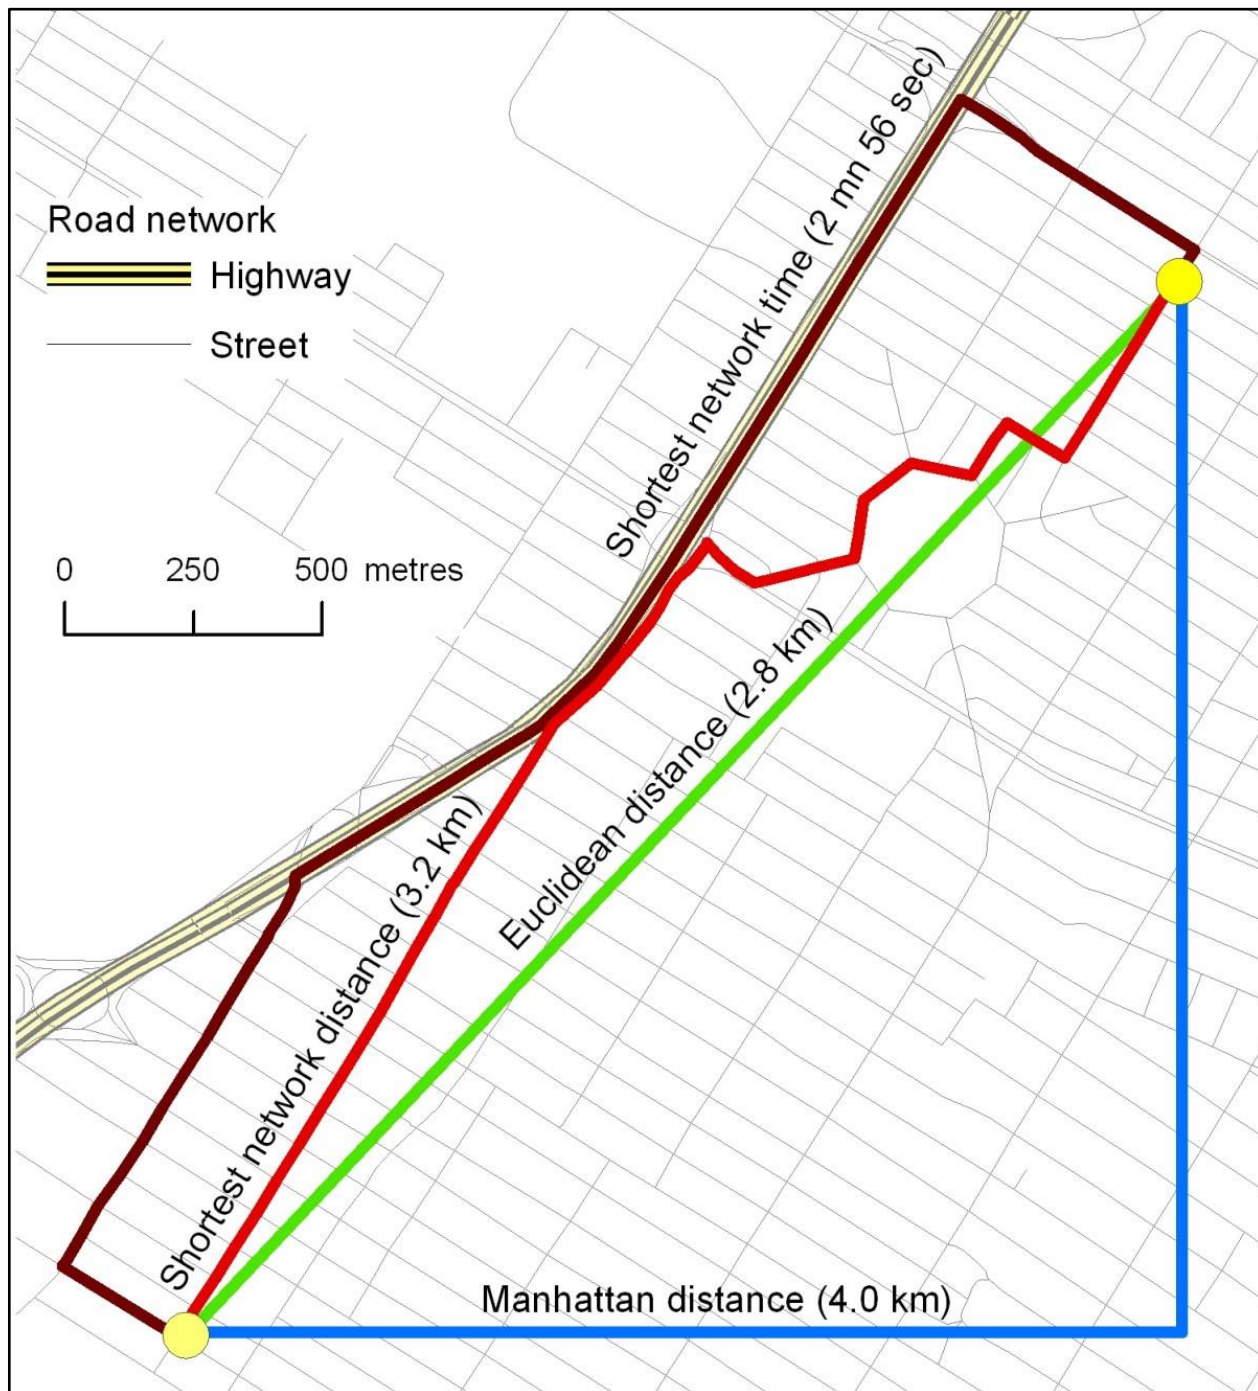 Road network
Highway
Street
0 250 500 metres
Shortest network time (2 mn 56 sec)
Euclidean distance (2.8 km)
Shortest network distance (3.2 km)
Manhattan distance (4.0 km)